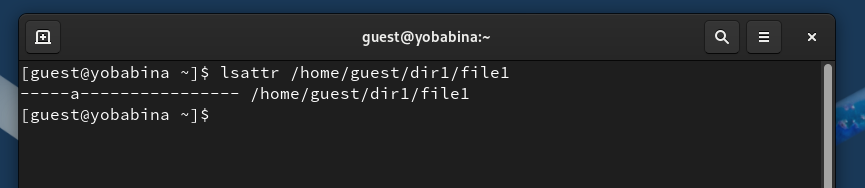 guest@yobabina:~
[guest@yobabina ~]$ lsattr /home/guest/dir1/file1
-----a---------------- /home/guest/dir1/file1
[guest@yobabina ~]$